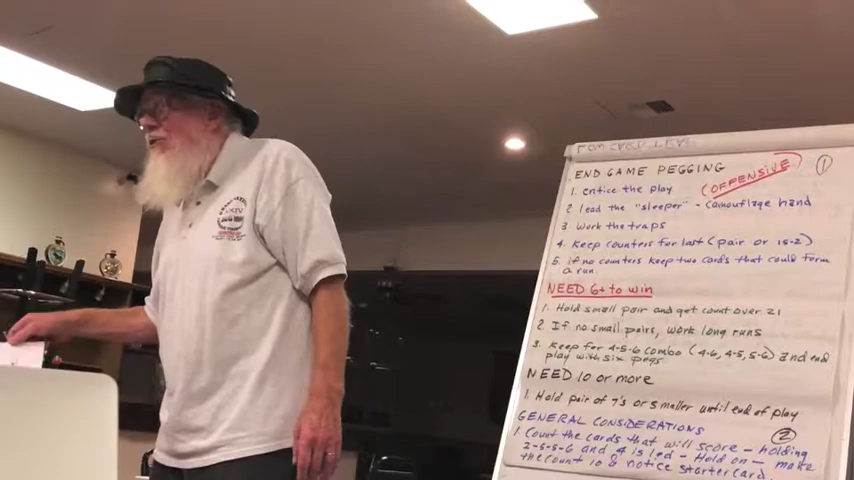 END GAME PEGGING
(OFFENSIVE) 1
1. Entice the play
2 lead the "sleeper" - camouflage hand
3 Work the traps
4. Keep counters for last (pair or 15-2)
5. if no counters keep two cards that could form
a run.
NEED 6+ to win
1. Hold small pair and get count over 21
2 If no small pairs, work long runs
3. Keep for 4-5-6 combo (4-6, 4-5, 5-6) and end
play with six pegs
NEED 10 or more
1. Hold pair of 7's or smaller until end of play
GENERAL CONSIDERATIONS 2
1. Count the cards that will score - holding
2-5-5-6 and 4 is led - Hold on - make
the count 10 & notice starter card.